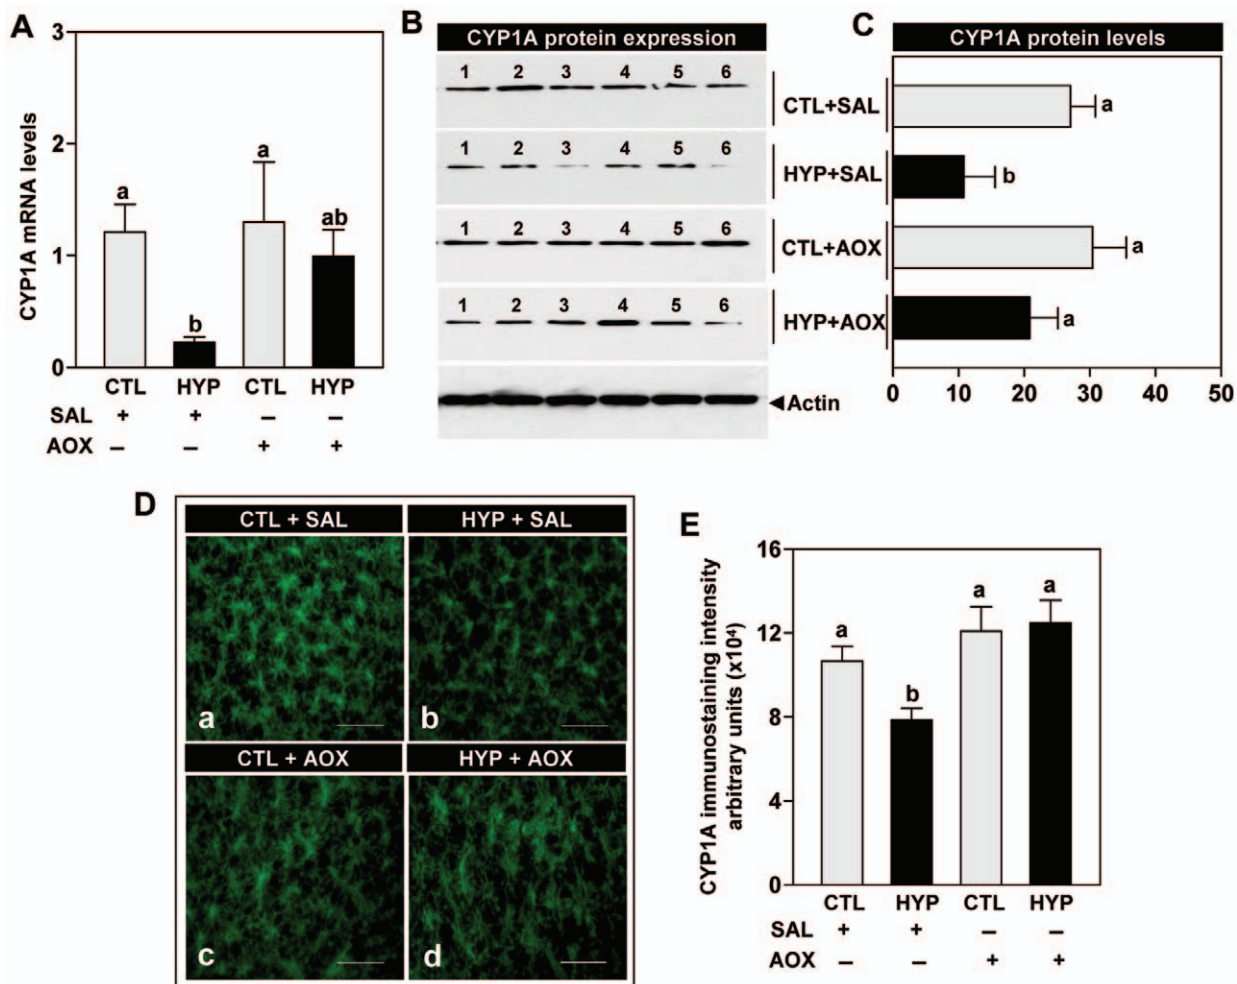 A
3
2
1
0
CYP1A mRNA levels
a
b
a
ab
CTL HYP CTL HYP
SAL + + – –
AOX – – + +
B
CYP1A protein expression
1 2 3 4 5 6
1 2 3 4 5 6
1 2 3 4 5 6
1 2 3 4 5 6
◄Actin
C
CYP1A protein levels
CTL+SAL
a
HYP+SAL
b
CTL+AOX
a
HYP+AOX
a
0 10 20 30 40 50
D
CTL + SAL
HYP + SAL
a
b
CTL + AOX
HYP + AOX
c
d
E
16
12
8
4
0
CYP1A immunostaining intensity
arbitrary units (x10⁴)
a
b
a
a
CTL HYP CTL HYP
SAL + + – –
AOX – – + +